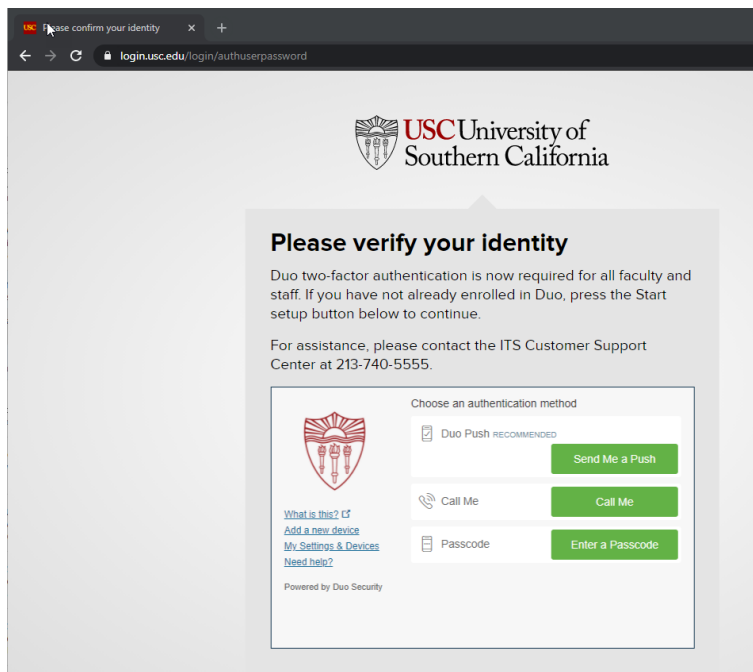 USC Please confirm your identity
login.usc.edu/login/authuserpassword
USC University of
Southern California
Please verify your identity
Duo two-factor authentication is now required for all faculty and
staff. If you have not already enrolled in Duo, press the Start
setup button below to continue.
For assistance, please contact the ITS Customer Support
Center at 213-740-5555.
Choose an authentication method
Duo Push RECOMMENDED
Send Me a Push
Call Me
Call Me
Passcode
Enter a Passcode
What is this?
Add a new device
My Settings & Devices
Need help?
Powered by Duo Security